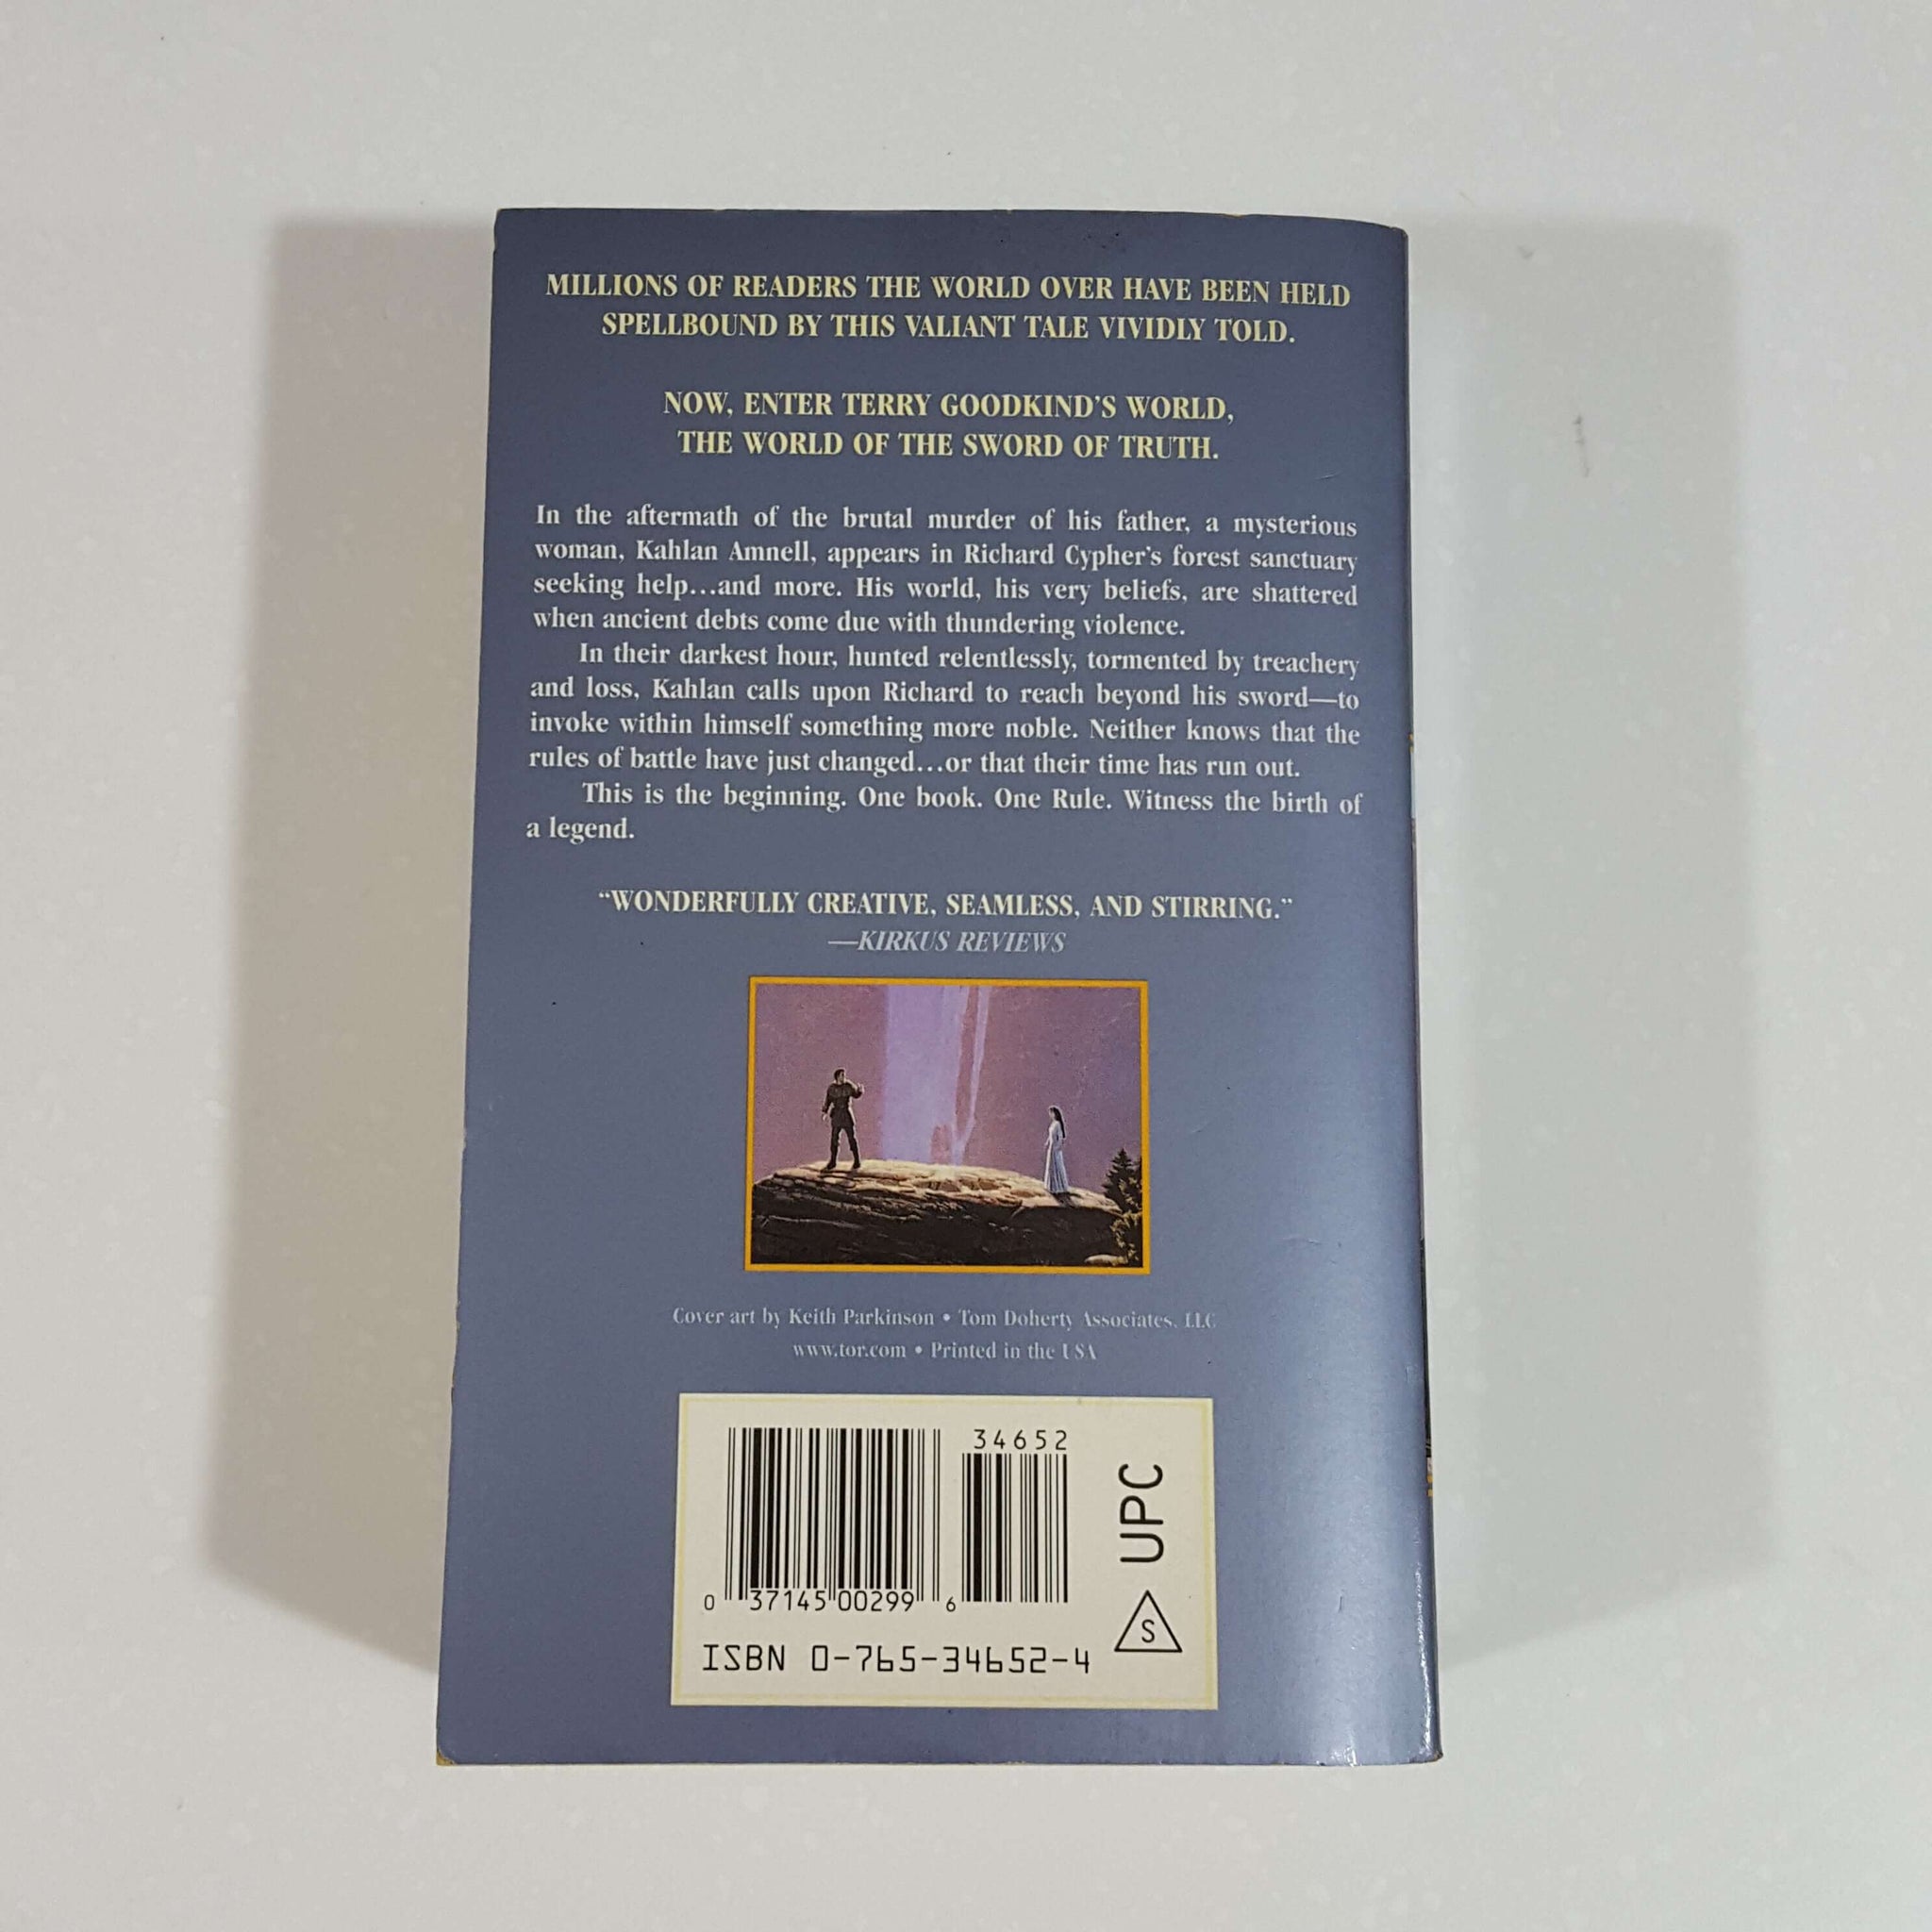 MILLIONS OF READERS THE WORLD OVER HAVE BEEN HELD
SPELLBOUND BY THIS VALIANT TALE VIVIDLY TOLD.
NOW, ENTER TERRY GOODKIND'S WORLD,
THE WORLD OF THE SWORD OF TRUTH.
In the aftermath of the brutal murder of his father, a mysterious
woman, Kahlan Amnell, appears in Richard Cypher's forest sanctuary
seeking help...and more. His world, his very beliefs, are shattered
when ancient debts come due with thundering violence.
In their darkest hour, hunted relentlessly, tormented by treachery
and loss, Kahlan calls upon Richard to reach beyond his sword—to
invoke within himself something more noble. Neither knows that the
rules of battle have just changed...or that their time has run out.
This is the beginning. One book. One Rule. Witness the birth of
a legend.
"WONDERFULLY CREATIVE, SEAMLESS, AND STIRRING."
—KIRKUS REVIEWS
Cover art by Keith Parkinson • Tom Doherty Associates, LLC
www.tor.com • Printed in the USA
34652
0 37145 00299 6
UPC
S
ISBN 0-765-34652-4